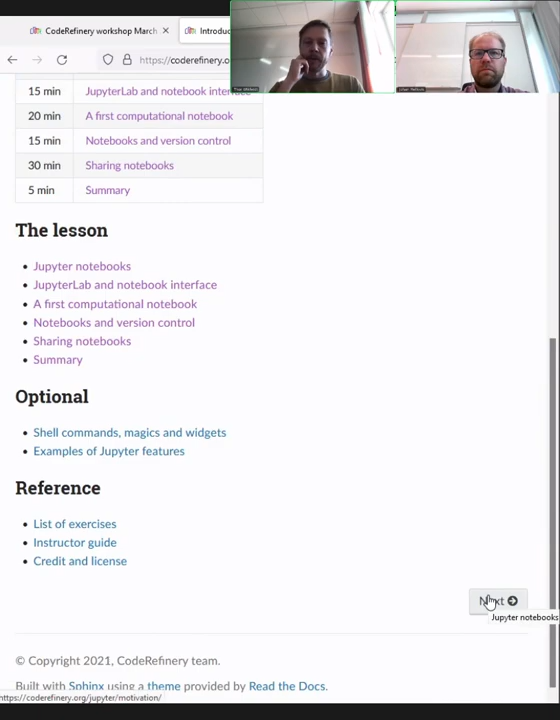 CodeRefinery workshop March
Introduc
https://coderefinery.o
15 min JupyterLab and notebook interface
20 min A first computational notebook
15 min Notebooks and version control
30 min Sharing notebooks
5 min Summary
The lesson
Jupyter notebooks
JupyterLab and notebook interface
A first computational notebook
Notebooks and version control
Sharing notebooks
Summary
Optional
Shell commands, magics and widgets
Examples of Jupyter features
Reference
List of exercises
Instructor guide
Credit and license
Next
Jupyter notebooks
© Copyright 2021, CodeRefinery team.
Built with Sphinx using a theme provided by Read the Docs.
https://coderefinery.org/jupyter/motivation/